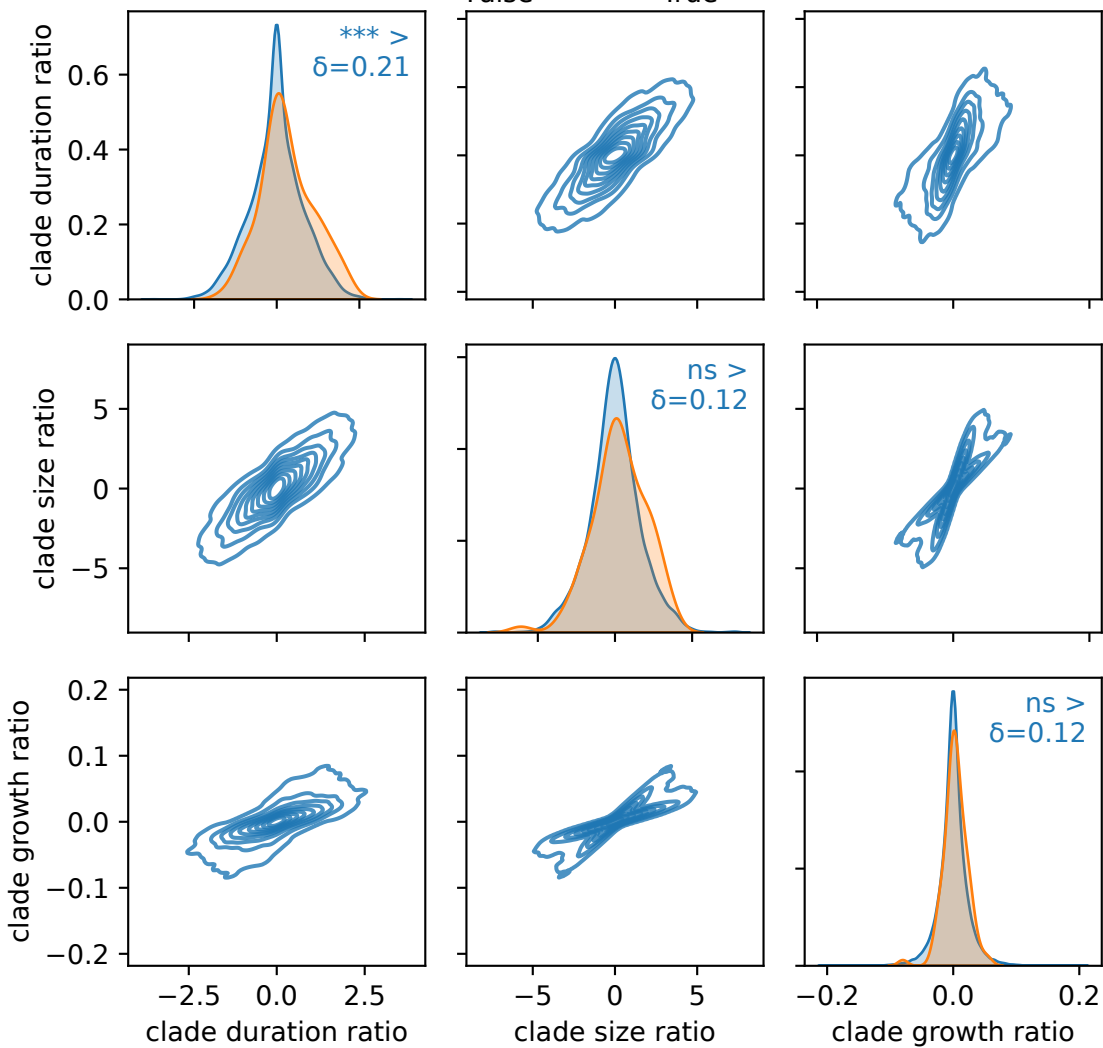 False True
clade duration ratio
0.6
0.4
0.2
0.0
*** >
δ=0.21
clade size ratio
5
0
−5
ns >
δ=0.12
clade growth ratio
0.2
0.1
0.0
−0.1
−0.2
ns >
δ=0.12
−2.5 0.0 2.5
−5 0 5
−0.2 0.0 0.2
clade duration ratio
clade size ratio
clade growth ratio